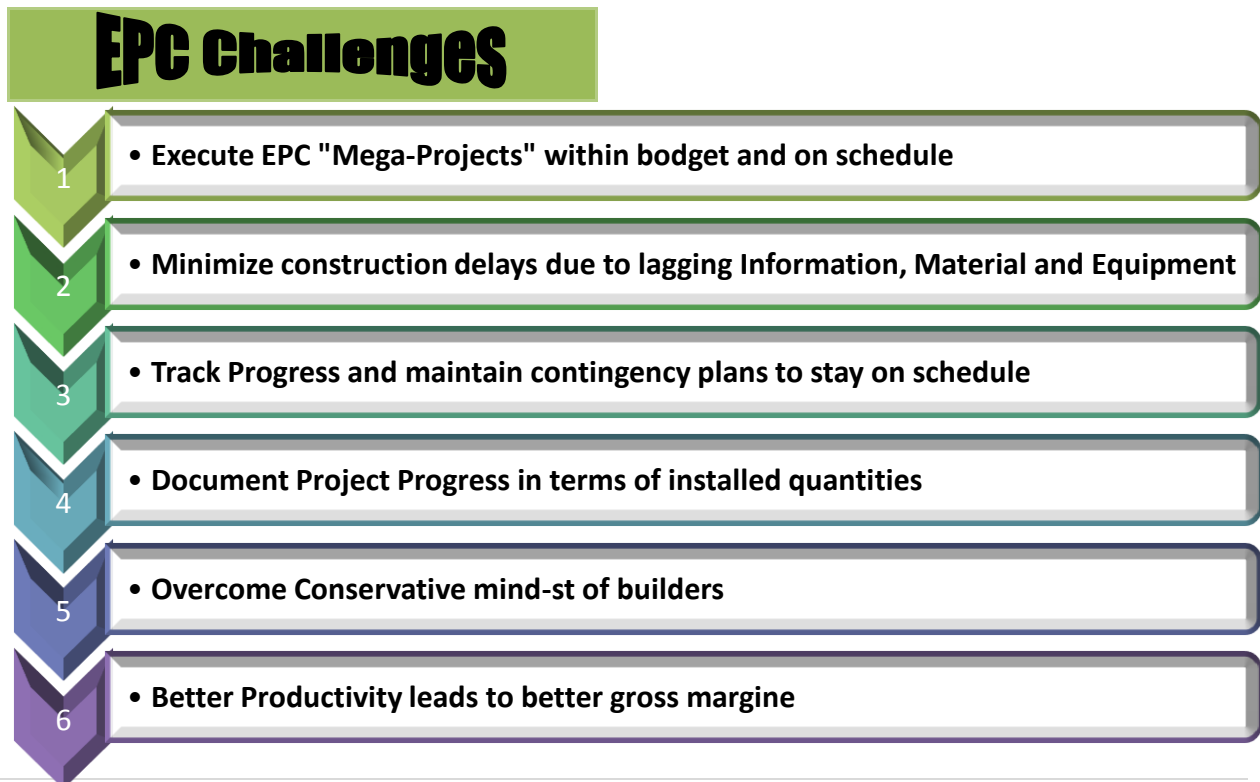 EPC Challenges
1
• Execute EPC "Mega-Projects" within bodget and on schedule
2
• Minimize construction delays due to lagging Information, Material and Equipment
3
• Track Progress and maintain contingency plans to stay on schedule
4
• Document Project Progress in terms of installed quantities
5
• Overcome Conservative mind-st of builders
6
• Better Productivity leads to better gross margine